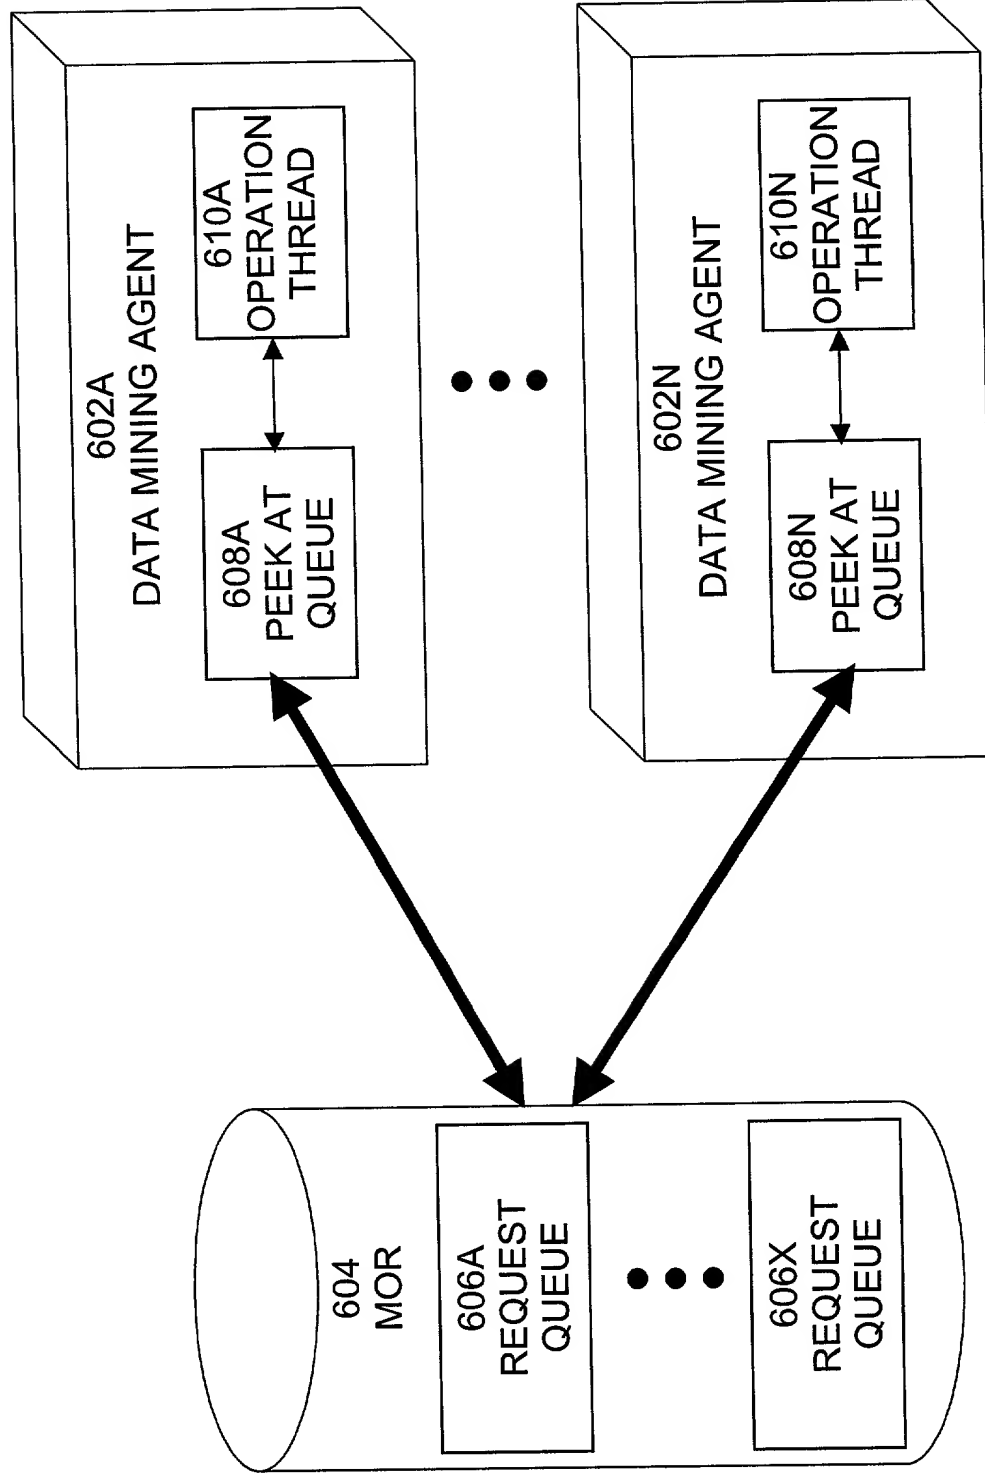 604
MOR
606A
REQUEST
QUEUE
606X
REQUEST
QUEUE
602A
DATA MINING AGENT
608A
PEEK AT
QUEUE
610A
OPERATION
THREAD
602N
DATA MINING AGENT
608N
PEEK AT
QUEUE
610N
OPERATION
THREAD